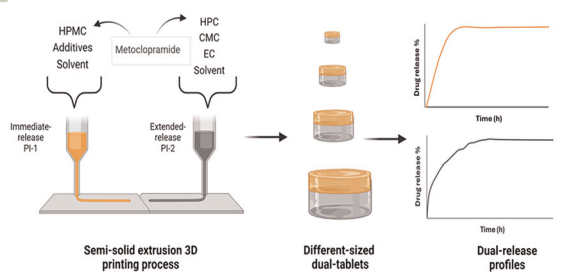 HPMC
Additives
Solvent
Metoclopramide
HPC
CMC
EC
Solvent
Immediate-
release
PI-1
Extended-
release
PI-2
Semi-solid extrusion 3D
printing process
Different-sized
dual-tablets
Drug release %
Time (h)
Drug release %
Time (h)
Dual-release
profiles